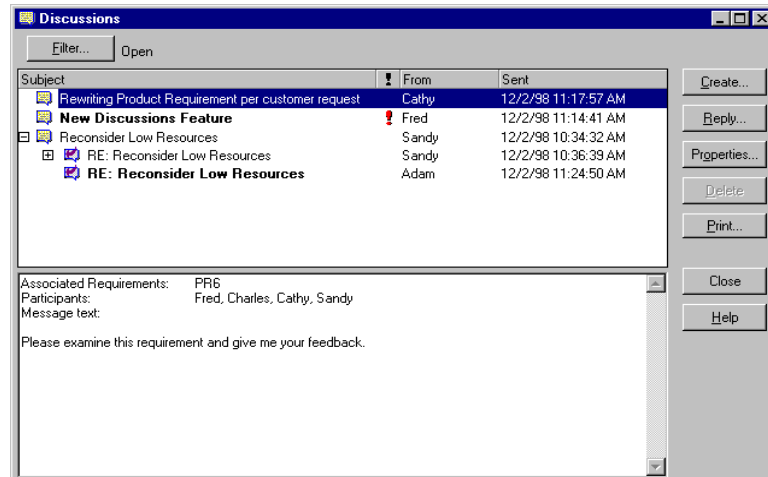 Discussions
Filter... Open
Subject ! From Sent
Rewriting Product Requirement per customer request Cathy 12/2/98 11:17:57 AM
New Discussions Feature ! Fred 12/2/98 11:14:41 AM
Reconsider Low Resources Sandy 12/2/98 10:34:32 AM
RE: Reconsider Low Resources Sandy 12/2/98 10:36:39 AM
RE: Reconsider Low Resources Adam 12/2/98 11:24:50 AM
Create...
Reply...
Properties...
Delete
Print...
Close
Help
Associated Requirements: PR6
Participants: Fred, Charles, Cathy, Sandy
Message text:
Please examine this requirement and give me your feedback.